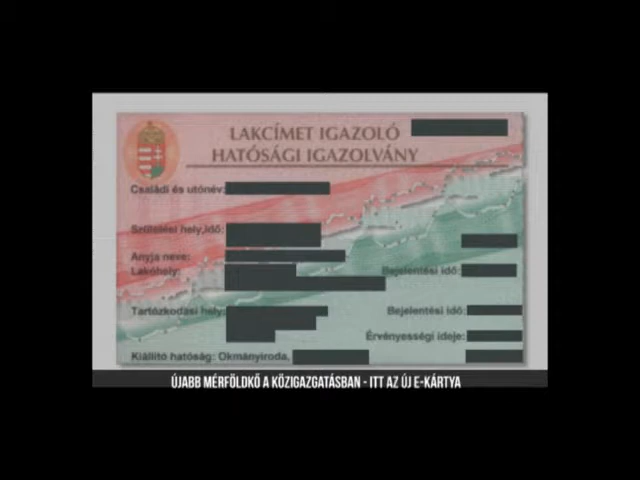 LAKCÍMET IGAZOLÓ
HATÓSÁGI IGAZOLVÁNY
Családi és utónév:
Születési hely,idő:
Anyja neve:
Lakóhely:
Bejelentési idő:
Tartózkodási hely:
Bejelentési idő:
Érvényességi ideje:
Kiállító hatóság: Okmányiroda,
ÚJABB MÉRFÖLDKŐ A KÖZIGAZGATÁSBAN - ITT AZ ÚJ E-KÁRTYA